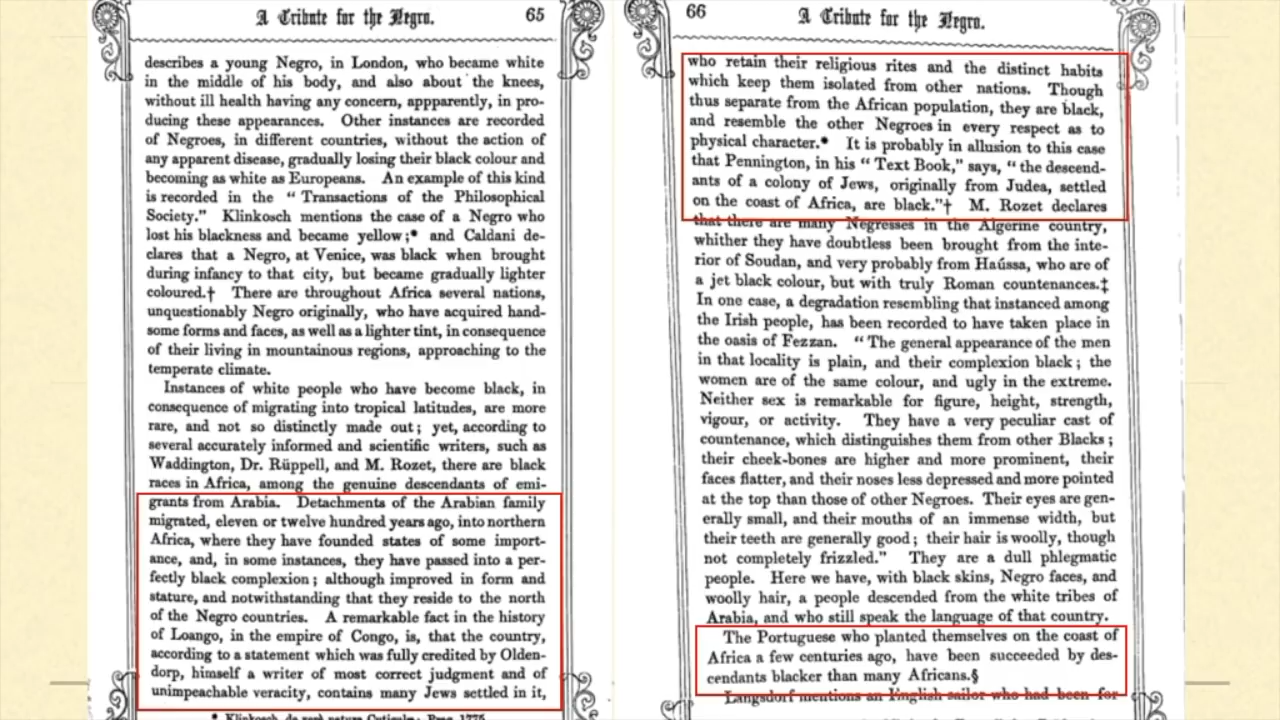 A Tribute for the Negro. 65
describes a young Negro, in London, who became white
in the middle of his body, and also about the knees,
without ill health having any concern, appparently, in pro-
ducing these appearances. Other instances are recorded
of Negroes, in different countries, without the action of
any apparent disease, gradually losing their black colour and
becoming as white as Europeans. An example of this kind
is recorded in the “ Transactions of the Philosophical
Society.” Klinkosch mentions the case of a Negro who
lost his blackness and became yellow;* and Caldani de-
clares that a Negro, at Venice, was black when brought
during infancy to that city, but became gradually lighter
coloured.† There are throughout Africa several nations,
unquestionably Negro originally, who have acquired hand-
some forms and faces, as well as a lighter tint, in consequence
of their living in mountainous regions, approaching to the
temperate climate.
Instances of white people who have become black, in
consequence of migrating into tropical latitudes, are more
rare, and not so distinctly made out; yet, according to
several accurately informed and scientific writers, such as
Waddington, Dr. Rüppell, and M. Rozet, there are black
races in Africa, among the genuine descendants of emi-
grants from Arabia. Detachments of the Arabian family
migrated, eleven or twelve hundred years ago, into northern
Africa, where they have founded states of some import-
ance, and, in some instances, they have passed into a per-
fectly black complexion; although improved in form and
stature, and notwithstanding that they reside to the north
of the Negro countries. A remarkable fact in the history
of Loango, in the empire of Congo, is, that the country,
according to a statement which was fully credited by Olden-
dorp, himself a writer of most correct judgment and of
unimpeachable veracity, contains many Jews settled in it,
* Klinkosch, de
66 A Tribute for the Negro.
who retain their religious rites and the distinct habits
which keep them isolated from other nations. Though
thus separate from the African population, they are black,
and resemble the other Negroes in every respect as to
physical character.* It is probably in allusion to this case
that Pennington, in his “ Text Book,” says, “ the descend-
ants of a colony of Jews, originally from Judea, settled
on the coast of Africa, are black.”† M. Rozet declares
that there are many Negresses in the Algerine country,
whither they have doubtless been brought from the inte-
rior of Soudan, and very probably from Haússa, who are of
a jet black colour, but with truly Roman countenances.‡
In one case, a degradation resembling that instanced among
the Irish people, has been recorded to have taken place in
the oasis of Fezzan. “ The general appearance of the men
in that locality is plain, and their complexion black; the
women are of the same colour, and ugly in the extreme.
Neither sex is remarkable for figure, height, strength,
vigour, or activity. They have a very peculiar cast of
countenance, which distinguishes them from other Blacks;
their cheek-bones are higher and more prominent, their
faces flatter, and their noses less depressed and more pointed
at the top than those of other Negroes. Their eyes are gen-
erally small, and their mouths of an immense width, but
their teeth are generally good; their hair is woolly, though
not completely frizzled.” They are a dull phlegmatic
people. Here we have, with black skins, Negro faces, and
woolly hair, a people descended from the white tribes of
Arabia, and who still speak the language of that country.
The Portuguese who planted themselves on the coast of
Africa a few centuries ago, have been succeeded by des-
cendants blacker than many Africans.§
Langsdorf mentions an English sailor who had been for